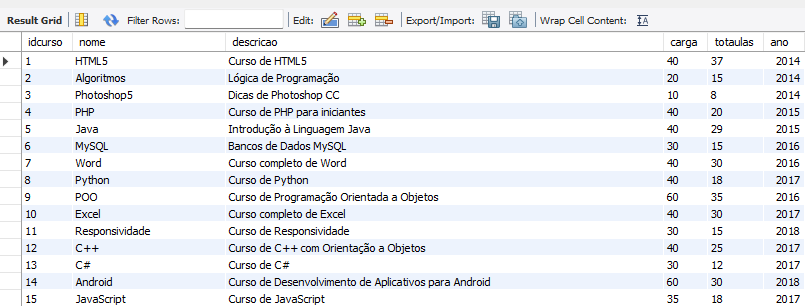 Result Grid Filter Rows: Edit: Export/Import: Wrap Cell Content:
idcurso nome descricao carga totaulas ano
1 HTML5 Curso de HTML5 40 37 2014
2 Algoritmos Lógica de Programação 20 15 2014
3 Photoshop5 Dicas de Photoshop CC 10 8 2014
4 PHP Curso de PHP para iniciantes 40 20 2015
5 Java Introdução à Linguagem Java 40 29 2015
6 MySQL Bancos de Dados MySQL 30 15 2016
7 Word Curso completo de Word 40 30 2016
8 Python Curso de Python 40 18 2017
9 POO Curso de Programação Orientada a Objetos 60 35 2016
10 Excel Curso completo de Excel 40 30 2017
11 Responsividade Curso de Responsividade 30 15 2018
12 C++ Curso de C++ com Orientação a Objetos 40 25 2017
13 C# Curso de C# 30 12 2017
14 Android Curso de Desenvolvimento de Aplicativos para Android 60 30 2018
15 JavaScript Curso de JavaScript 35 18 2017